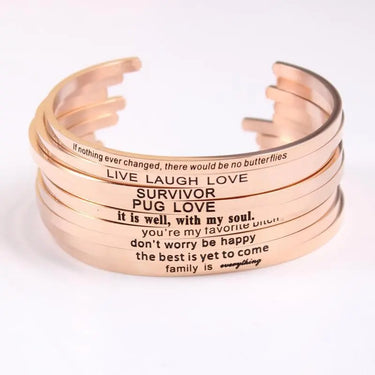 If nothing ever changed, there would be no butterflies
LIVE LAUGH LOVE
SURVIVOR
PUG LOVE
it is well, with my soul.
you're my favorite bitch.
don't worry be happy
the best is yet to come
family is everything